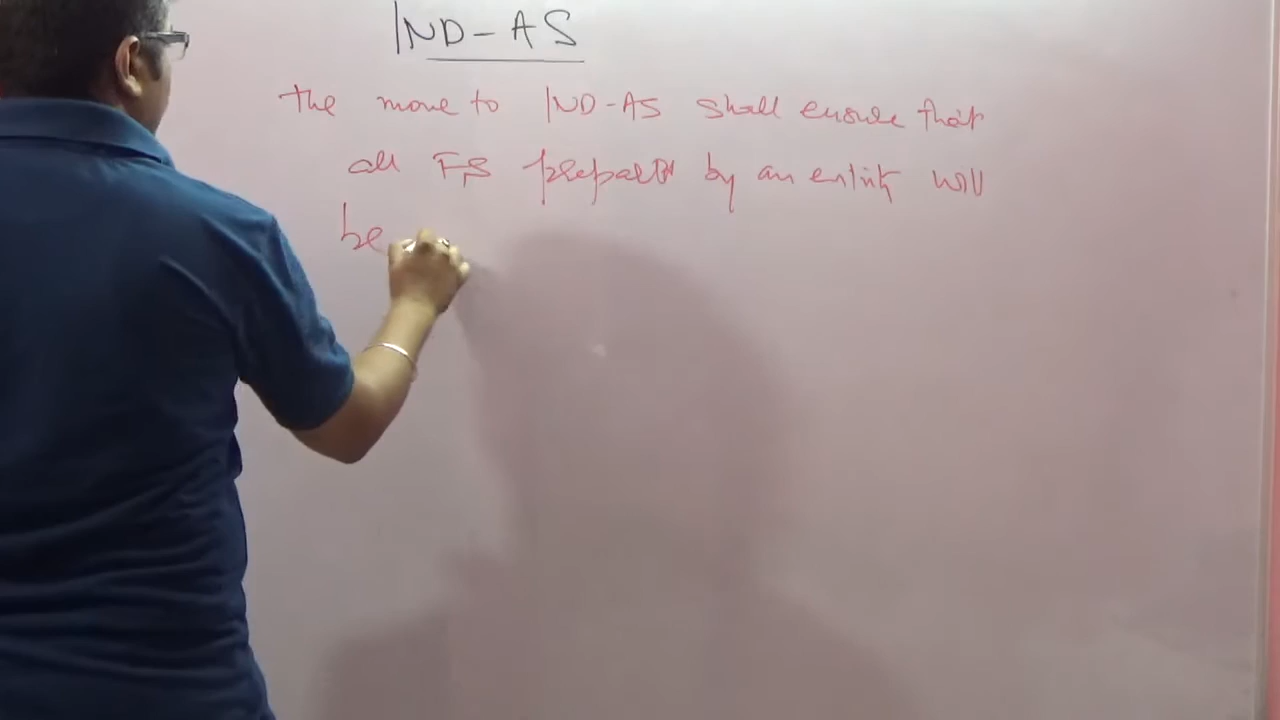 IND-AS
The move to IND-AS shall ensure that
all FS prepared by an entity will
be